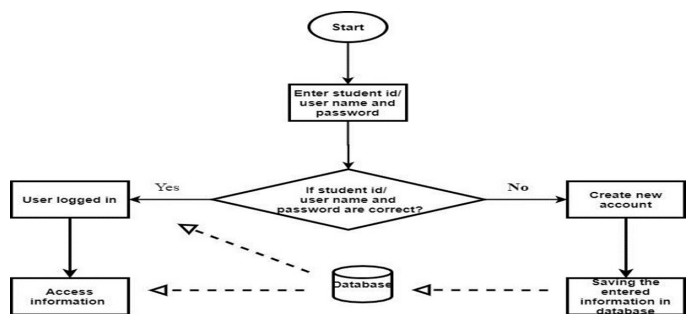 Start
Enter student id/
user name and
password
If student id/
user name and
password are correct?
Yes
No
User logged in
Create new
account
Access
information
Database
Saving the
entered
information in
database